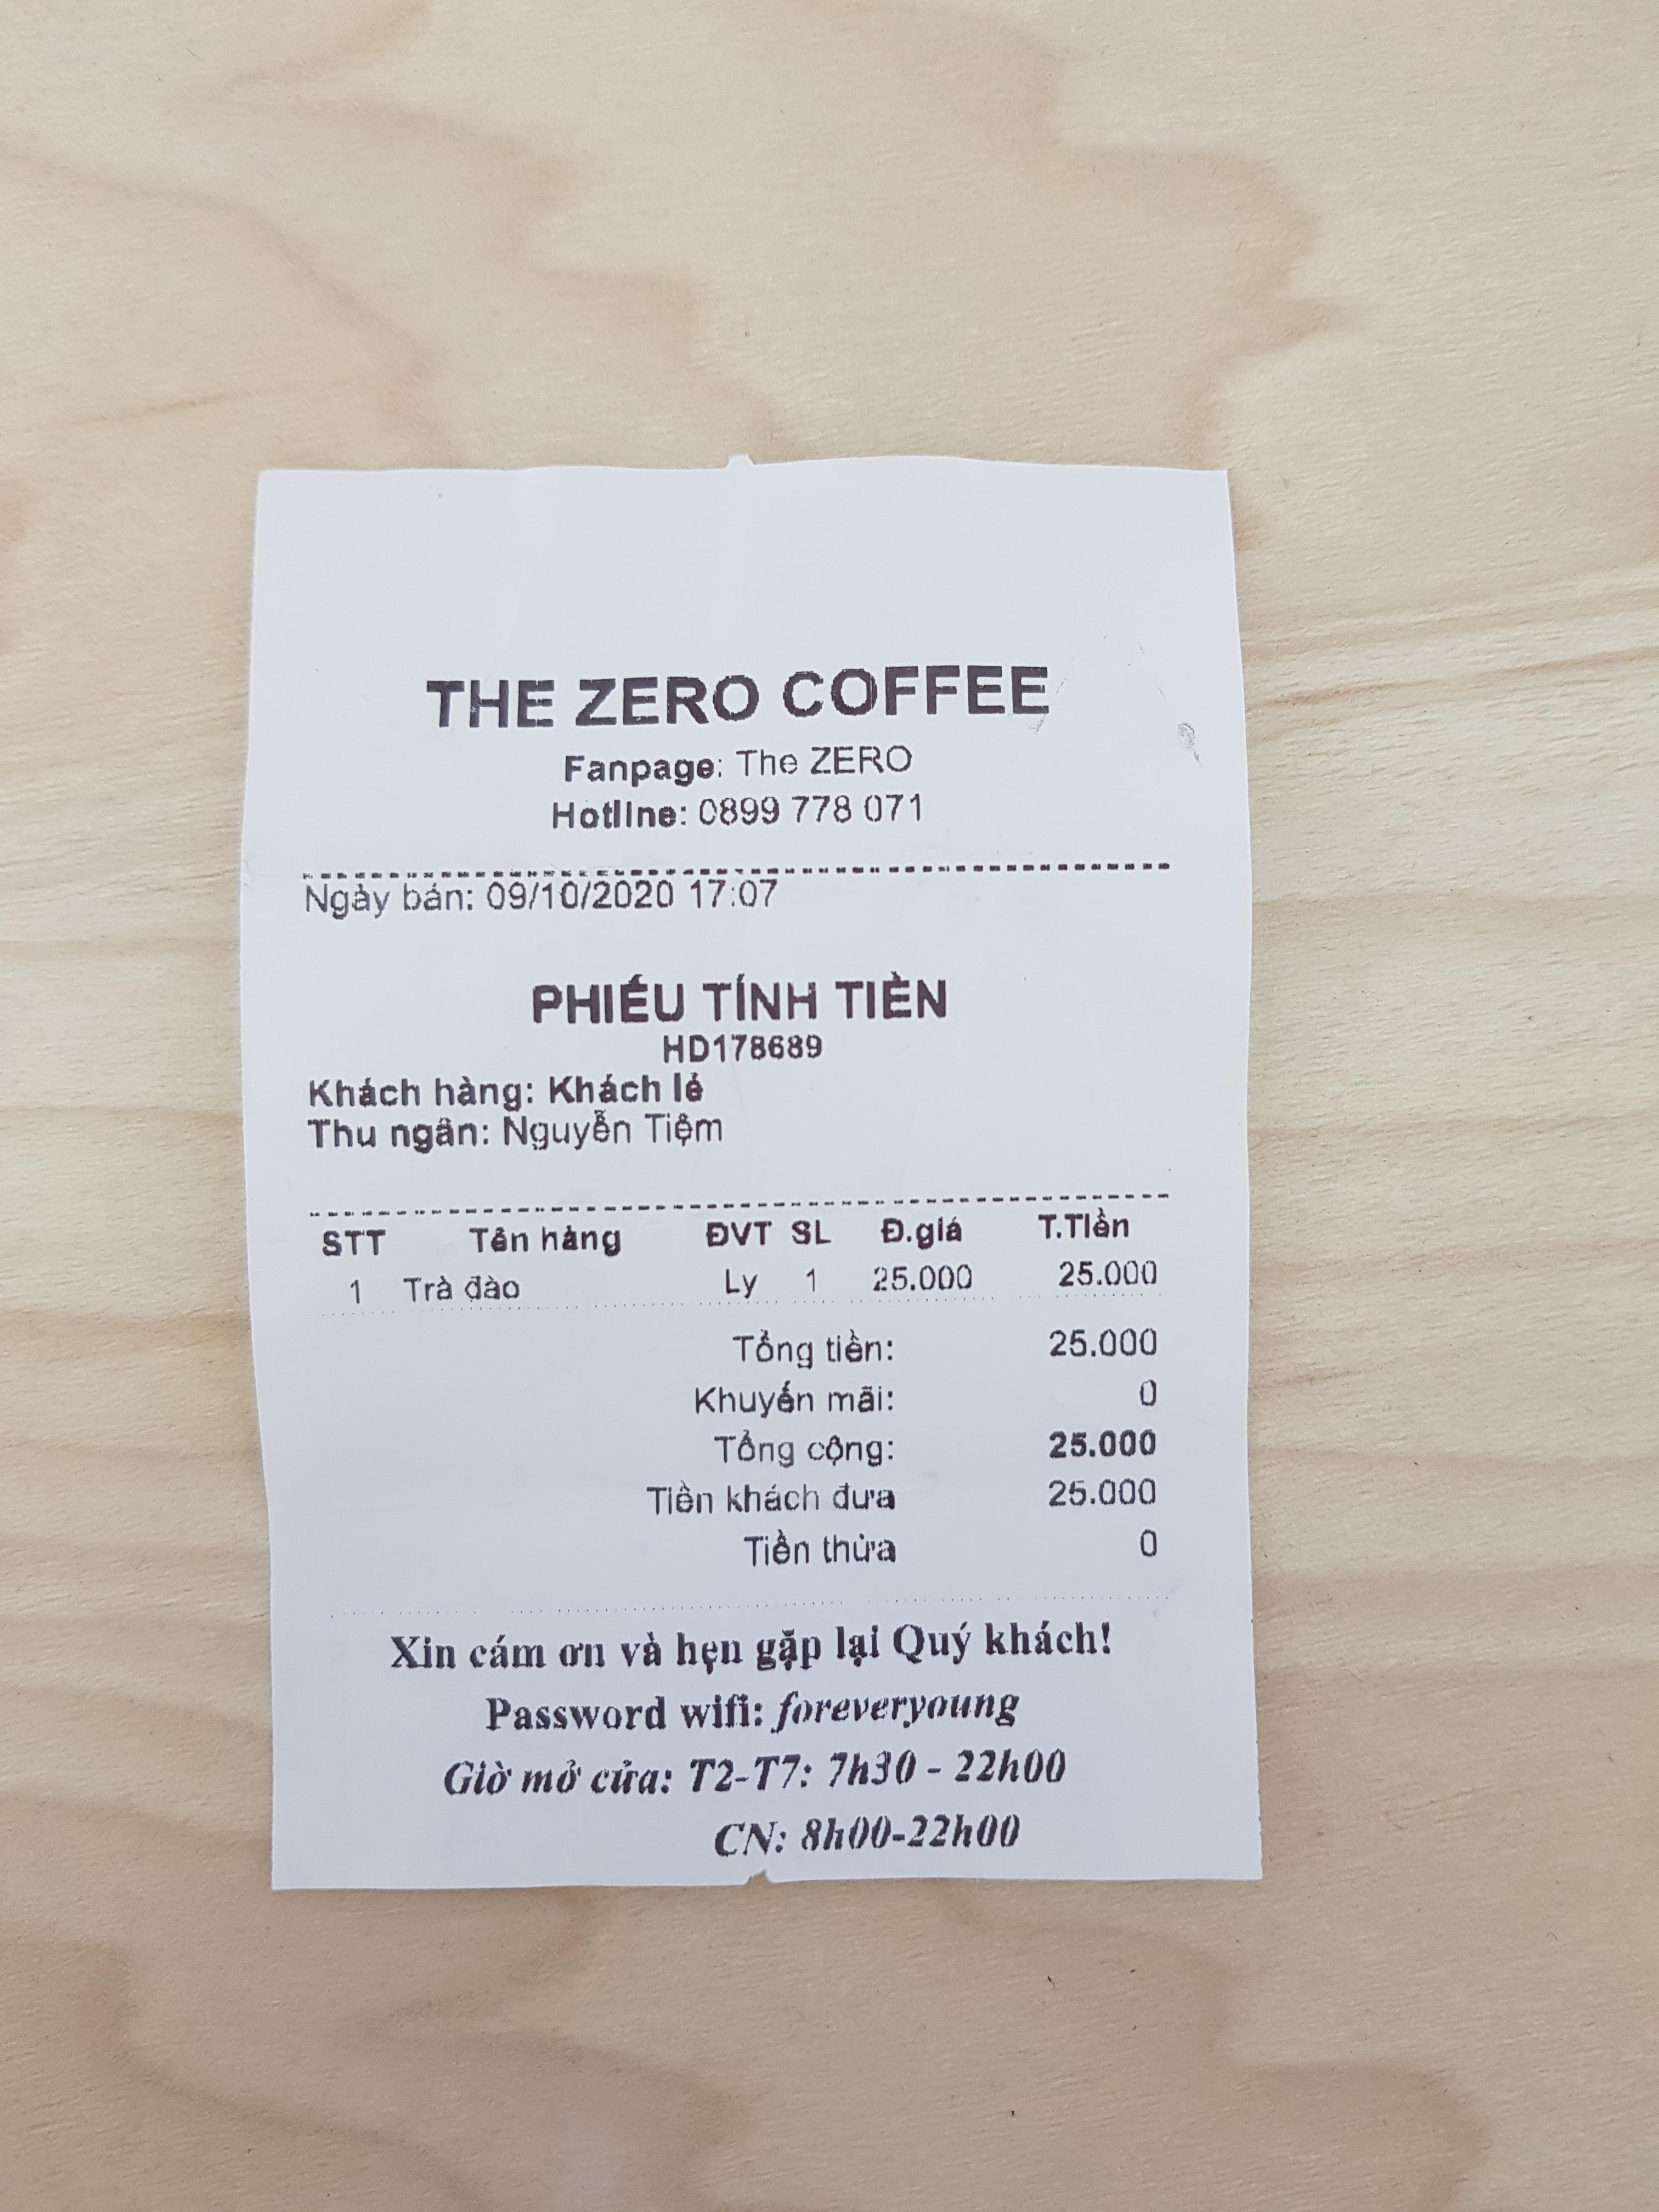 THE ZERO COFFEE
Fanpage: The ZERO
Hotline: 0899 778 071
Ngày bán: 09/10/2020 17:07
PHIẾU TÍNH TIỀN
HD178689
Khách hàng: Khách lẻ
Thu ngân: Nguyễn Tiệm
STT Tên hàng ĐVT SL Đ.giá T.Tiền
1 Trà đào Ly 1 25.000 25.000
Tổng tiền: 25.000
Khuyến mãi: 0
Tổng cộng: 25.000
Tiền khách đưa 25.000
Tiền thừa 0
Xin cám ơn và hẹn gặp lại Quý khách!
Password wifi: foreveryoung
Giờ mở cửa: T2-T7: 7h30 - 22h00
CN: 8h00-22h00